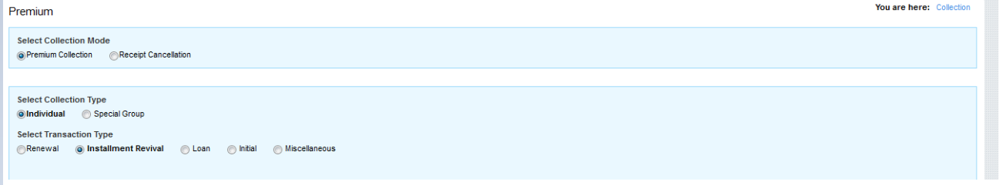 Premium
You are here: Collection
Select Collection Mode
Premium Collection Receipt Cancellation
Select Collection Type
Individual Special Group
Select Transaction Type
Renewal Installment Revival Loan Initial Miscellaneous